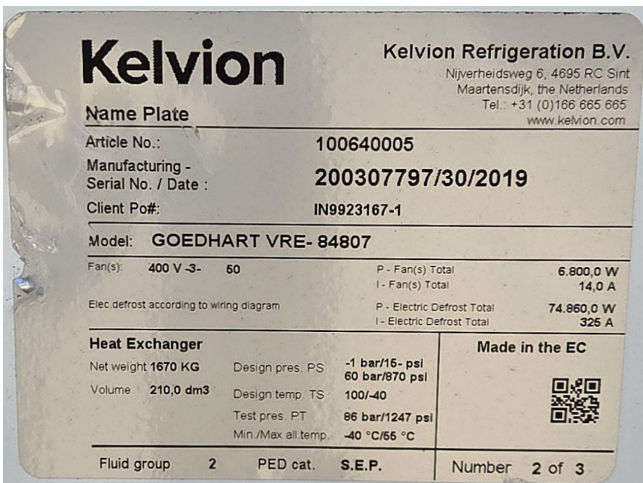 Kelvion
Kelvion Refrigeration B.V.
Nijverheidsweg 6, 4695 RC Sint
Maartensdijk, the Netherlands
Tel.: +31 (0)166 665 665
www.kelvion.com
Name Plate
Article No.: 100640005
Manufacturing -
Serial No. / Date : 200307797/30/2019
Client Po#: IN9923167-1
Model: GOEDHART VRE- 84807
Fan(s): 400 V -3- 50 P - Fan(s) Total 6.800,0 W
I - Fan(s) Total 14,0 A
Elec.defrost according to wiring diagram P - Electric Defrost Total 74.860,0 W
I - Electric Defrost Total 325 A
Heat Exchanger
Made in the EC
Net weight 1670 KG Design pres. PS -1 bar/15- psi
60 bar/870 psi
Volume 210,0 dm3 Design temp. TS 100/-40
Test pres. PT 86 bar/1247 psi
Min./Max all.temp. -40 °C/55 °C
Fluid group 2 PED cat. S.E.P. Number 2 of 3